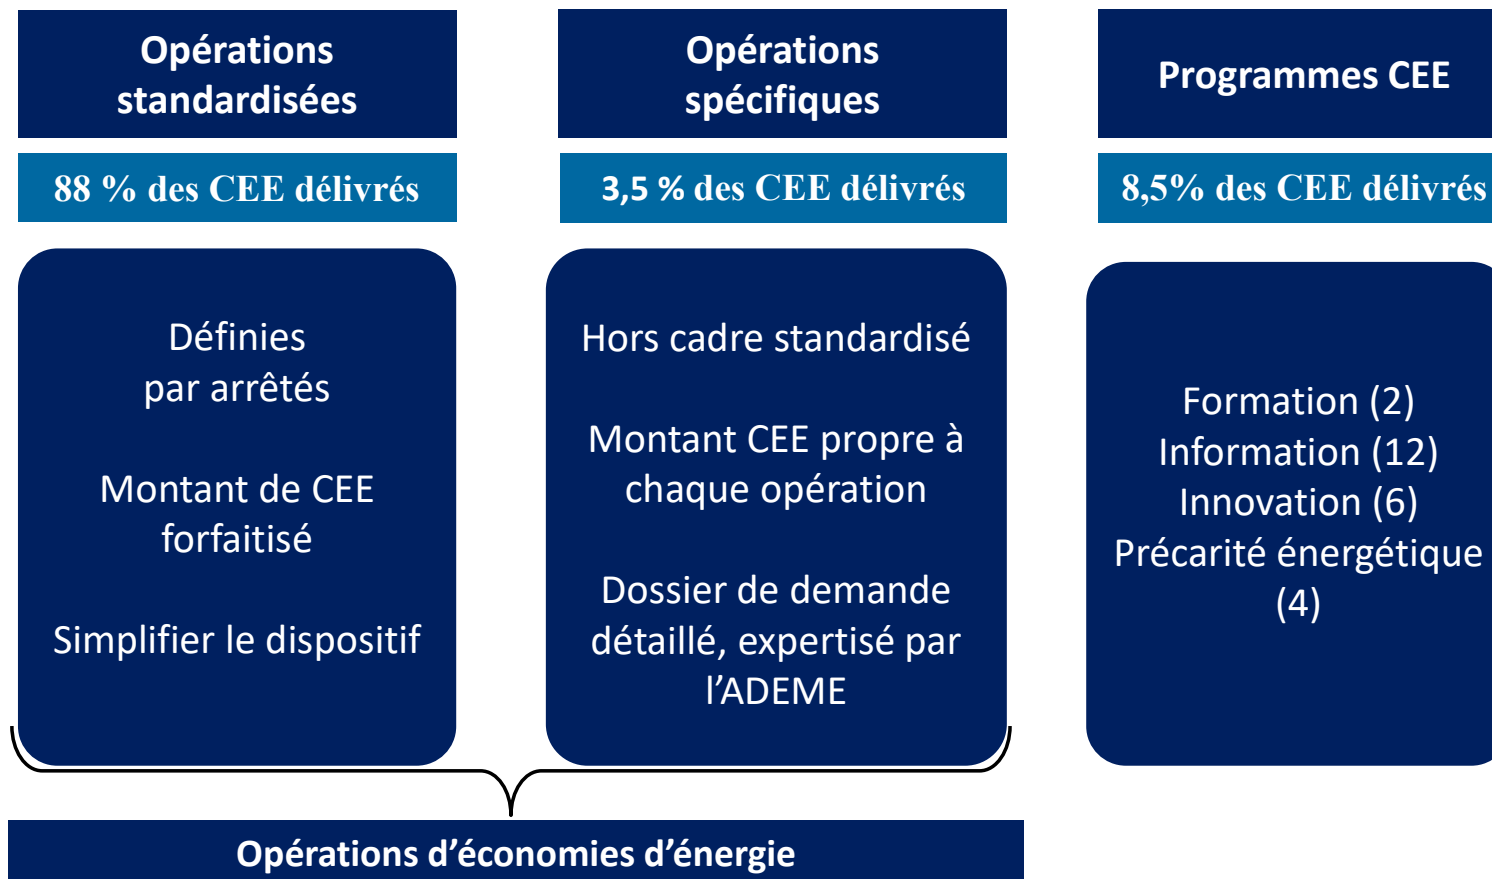 Opérations
standardisées
88 % des CEE délivrés
Définies
par arrêtés
Montant de CEE
forfaitisé
Simplifier le dispositif
Opérations
spécifiques
3,5 % des CEE délivrés
Hors cadre standardisé
Montant CEE propre à
chaque opération
Dossier de demande
détaillé, expertisé par
l’ADEME
Opérations d’économies d’énergie
Programmes CEE
8,5% des CEE délivrés
Formation (2)
Information (12)
Innovation (6)
Précarité énergétique
(4)